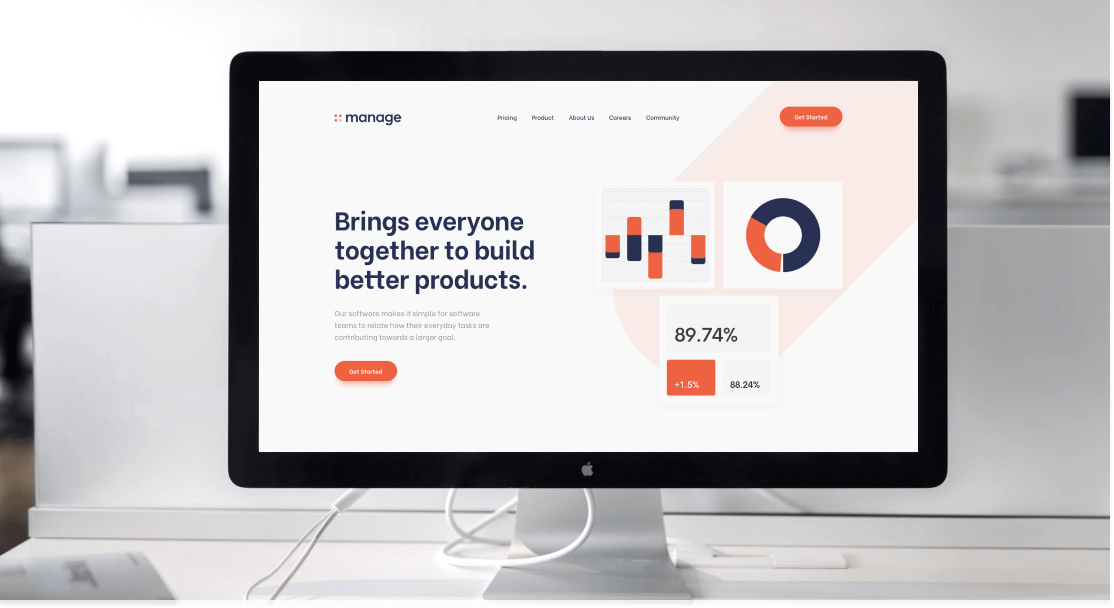 manage
Pricing Product About Us Careers Community
Get Started
Brings everyone
together to build
better products.
Our software makes it simple for software
teams to relate how their everyday tasks are
contributing towards a larger goal.
Get Started
89.74%
+1.5%
88.24%